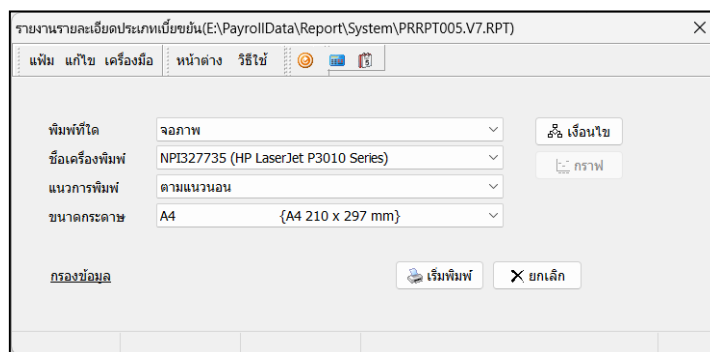 รายงานรายละเอียดประเภทเบี้ยขยัน(E:\PayrollData\Report\System\PRRPT005.V7.RPT)
แฟ้ม แก้ไข เครื่องมือ หน้าต่าง วิธีใช้
พิมพ์ที่ใด จอภาพ เงื่อนไข
ชื่อเครื่องพิมพ์ NPI327735 (HP LaserJet P3010 Series) กราฟ
แนวการพิมพ์ ตามแนวนอน
ขนาดกระดาษ A4 {A4 210 x 297 mm}
กรองข้อมูล เริ่มพิมพ์ ยกเลิก